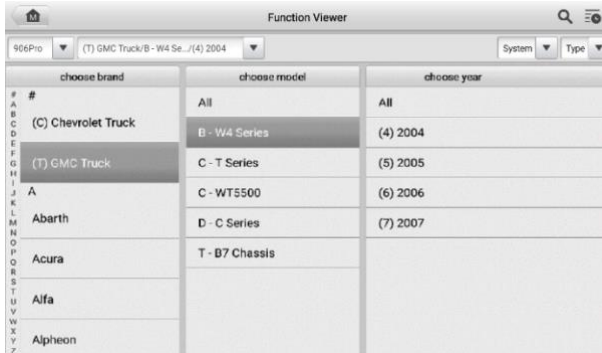 M
Function Viewer
906Pro
(T) GMC Truck/B - W4 Se.../(4) 2004
System
Type
choose brand
choose model
choose year
#
A
B
C
D
E
F
G
H
I
J
K
L
M
N
O
P
Q
R
S
T
U
V
W
X
Y
Z
#
(C) Chevrolet Truck
(T) GMC Truck
A
Abarth
Acura
Alfa
Alpheon
All
B - W4 Series
C - T Series
C - WT5500
D - C Series
T - B7 Chassis
All
(4) 2004
(5) 2005
(6) 2006
(7) 2007